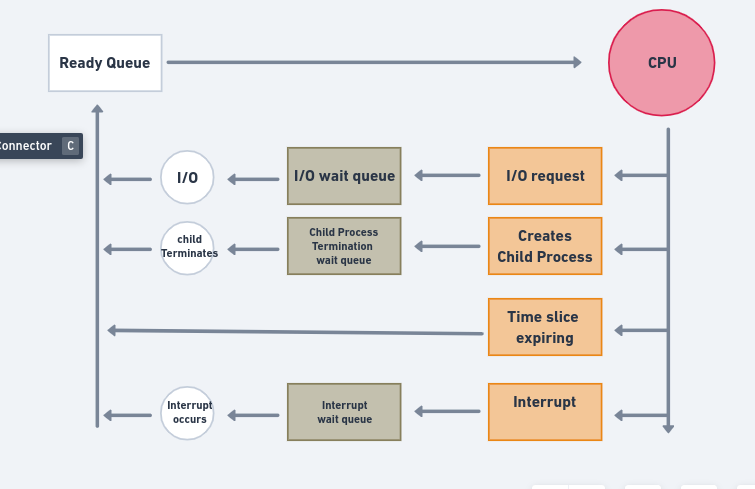 Ready Queue
CPU
Connector C
I/O
I/O wait queue
I/O request
child
Terminates
Child Process
Termination
wait queue
Creates
Child Process
Time slice
expiring
Interrupt
occurs
Interrupt
wait queue
Interrupt